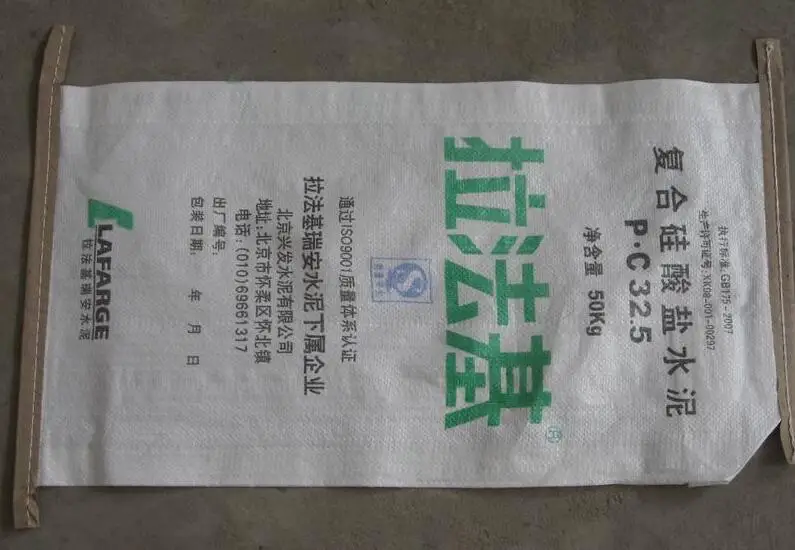 执行标准:GB175-2007
生产许可证号:XK08-001-00297
复合硅酸盐水泥
P·C 32.5
净含量 50Kg
拉法基
通过ISO9001质量体系认证
拉法基瑞安水泥下属企业
北京兴发水泥有限公司
地址:北京市怀柔区怀北镇
电话:(010)69661317
出厂编号:
包装日期: 年 月 日
LAFARGE
拉法基瑞安水泥